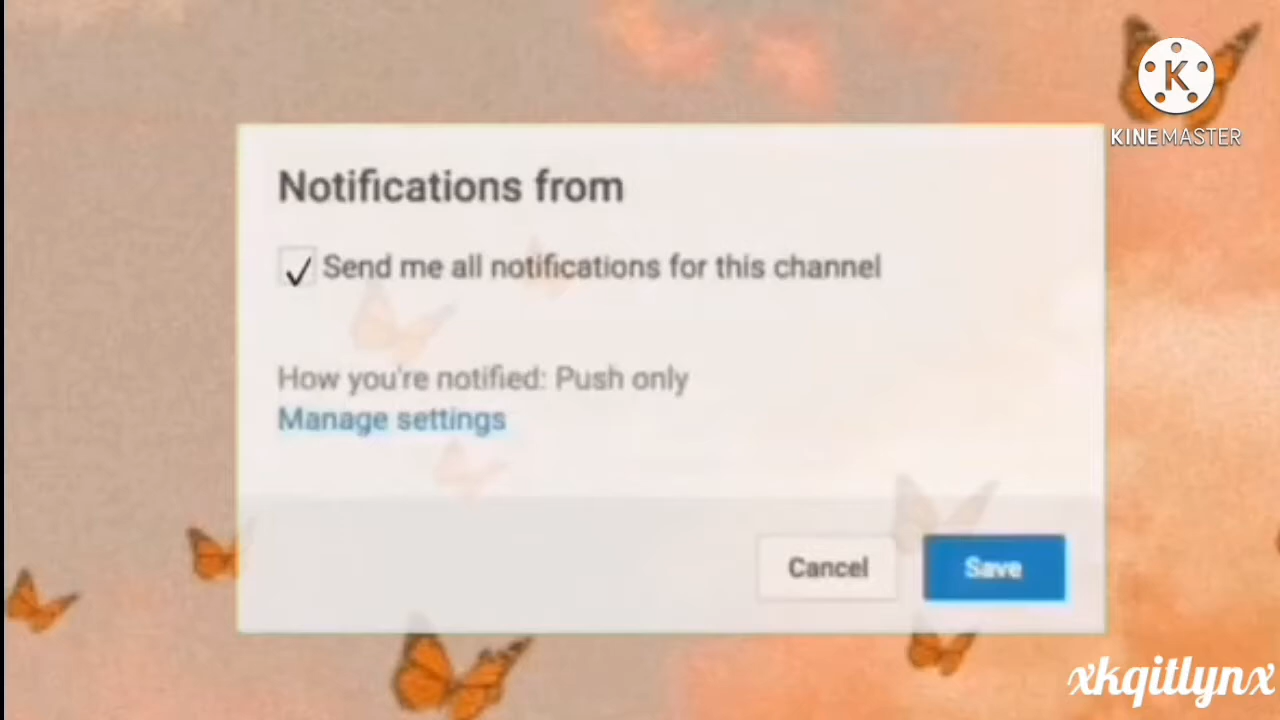 KINEMASTER
Notifications from
Send me all notifications for this channel
How you're notified: Push only
Manage settings
Cancel
Save
xkqitlynx